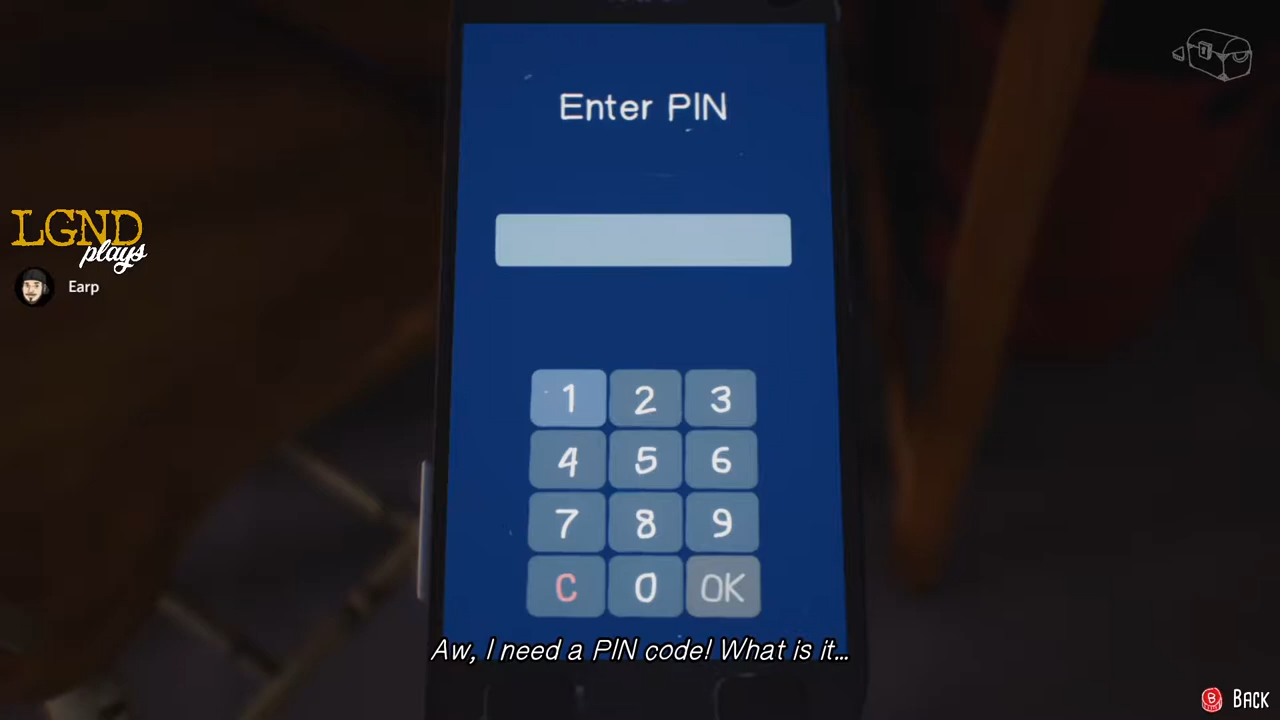 Enter PIN
LGND
plays
Earp
1 2 3
4 5 6
7 8 9
C 0 OK
Aw, I need a PIN code! What is it...
B BACK